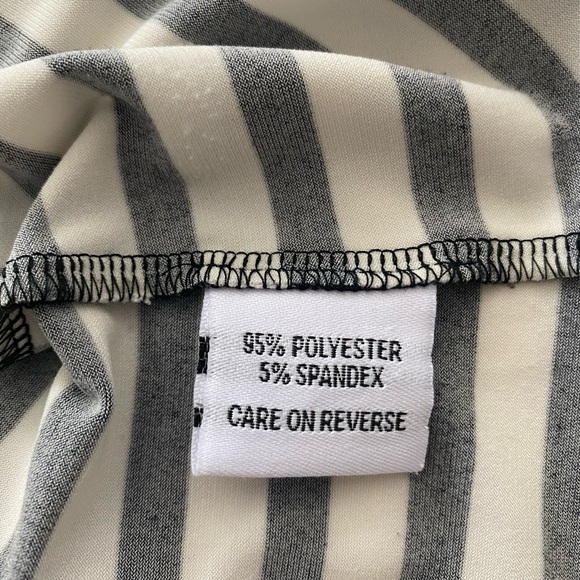 95% POLYESTER
5% SPANDEX
CARE ON REVERSE